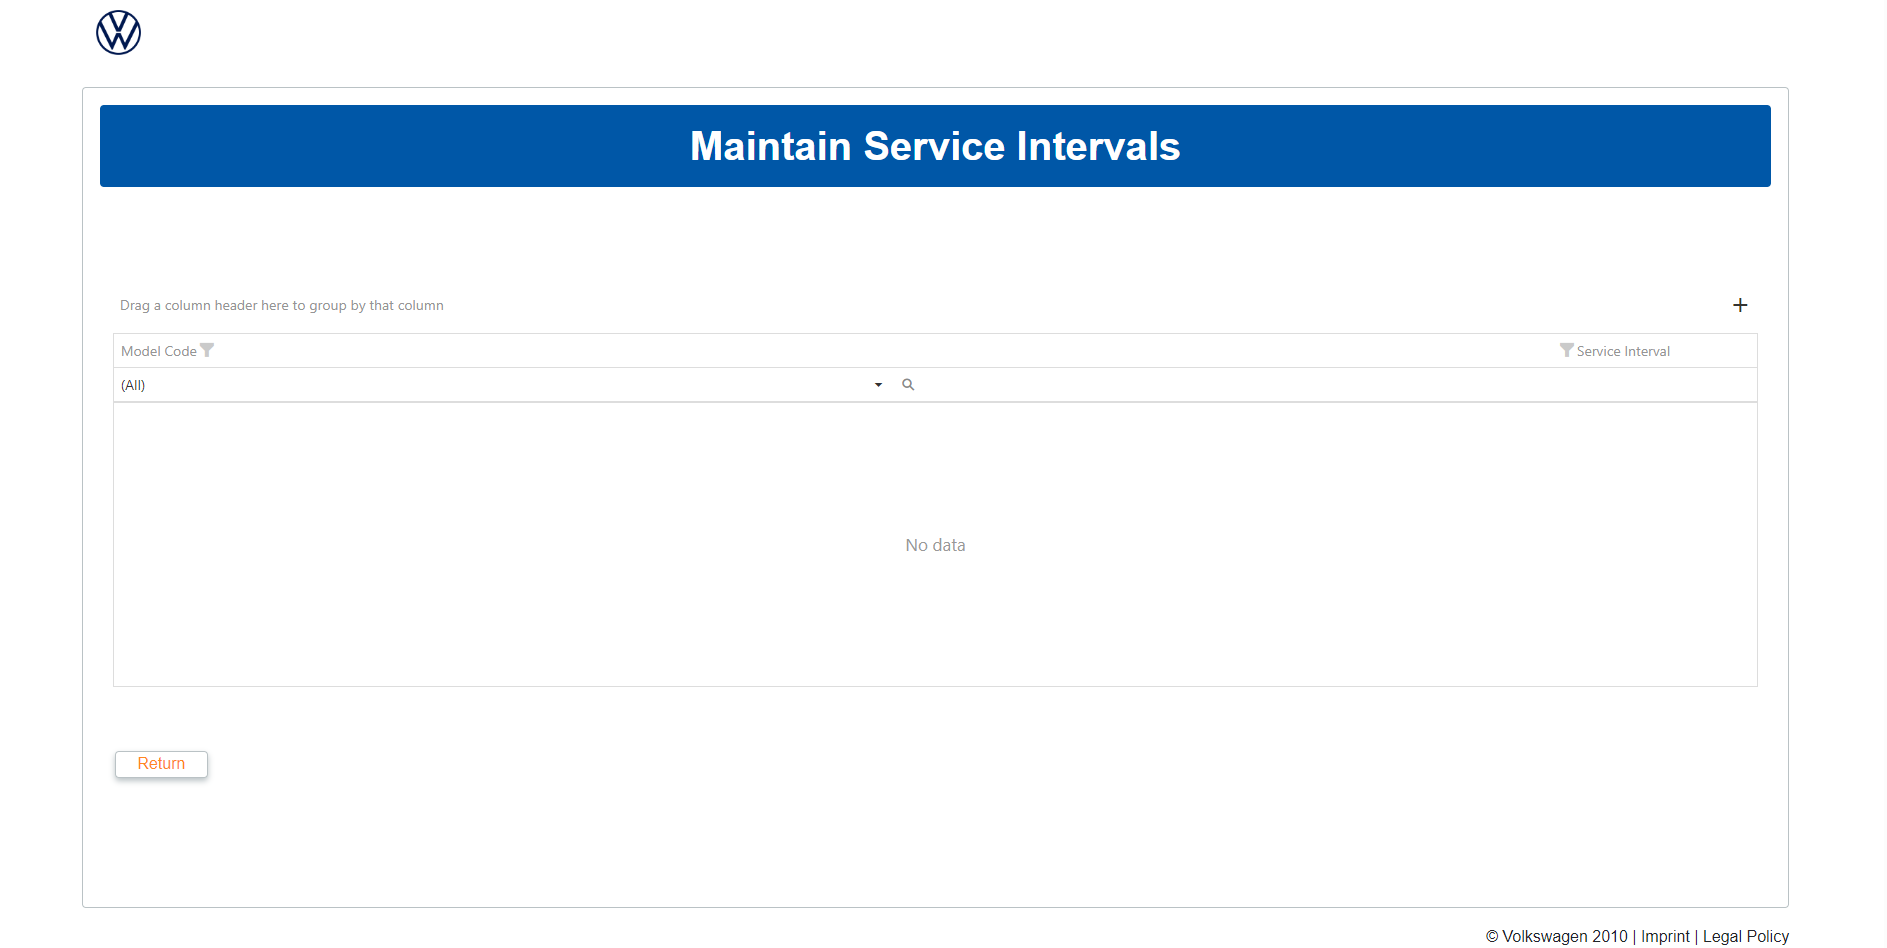 Maintain Service Intervals
Drag a column header here to group by that column
Model Code Service Interval
(All)
No data
Return
© Volkswagen 2010 | Imprint | Legal Policy